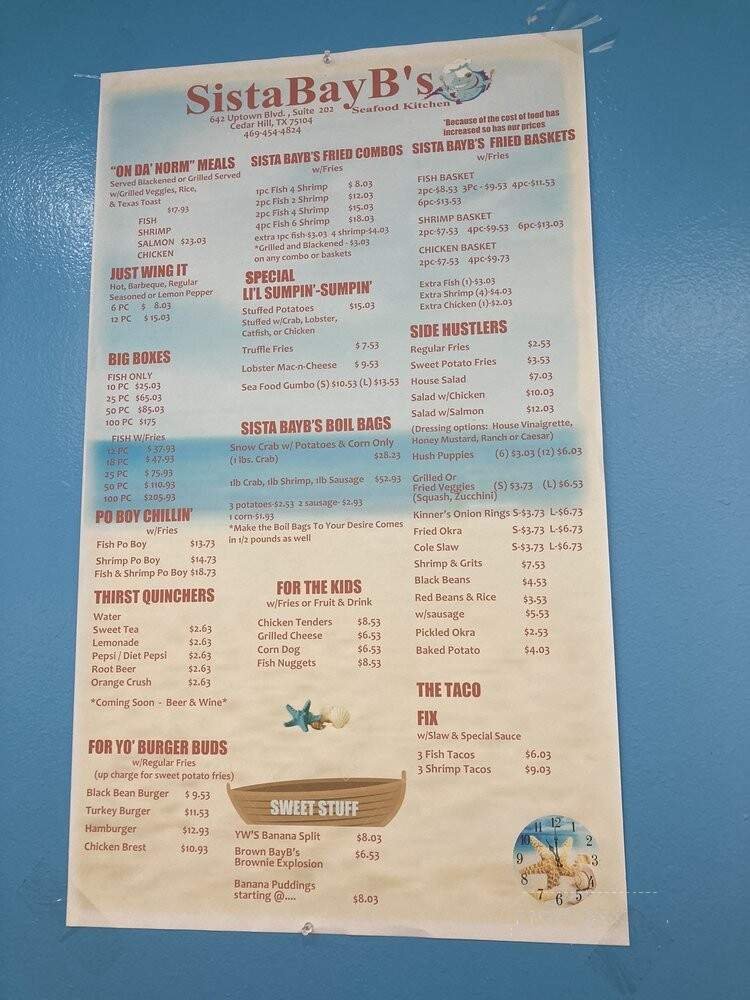 SistaBayB's
Seafood Kitchen
642 Uptown Blvd. , Suite 202
Cedar Hill, TX 75104
469-454-4824
*Because of the cost of food has
increased so has our prices
"ON DA' NORM" MEALS
Served Blackened or Grilled Served
w/Grilled Veggies, Rice,
& Texas Toast
$17.93
FISH
SHRIMP
SALMON $23.03
CHICKEN
JUST WING IT
Hot, Barbeque, Regular
Seasoned or Lemon Pepper
6 PC $ 8.03
12 PC $ 15.03
BIG BOXES
FISH ONLY
10 PC $25.03
25 PC $65.03
50 PC $85.03
100 PC $175
FISH W/Fries
12 PC $ 37.93
18 PC $ 47.93
25 PC $ 75.93
50 PC $ 110.93
100 PC $205.93
PO BOY CHILLIN'
w/Fries
Fish Po Boy $13.73
Shrimp Po Boy $14.73
Fish & Shrimp Po Boy $18.73
THIRST QUINCHERS
Water
Sweet Tea $2.63
Lemonade $2.63
Pepsi / Diet Pepsi $2.63
Root Beer $2.63
Orange Crush $2.63
*Coming Soon - Beer & Wine*
FOR YO' BURGER BUDS
w/Regular Fries
(up charge for sweet potato fries)
Black Bean Burger $ 9.53
Turkey Burger $11.53
Hamburger $12.93
Chicken Brest $10.93
SISTA BAYB'S FRIED COMBOS
w/Fries
1pc Fish 4 Shrimp $ 8.03
2pc Fish 2 Shrimp $12.03
2pc Fish 4 Shrimp $15.03
4pc Fish 6 Shrimp $18.03
extra 1pc fish-$3.03 4 shrimp-$4.03
*Grilled and Blackened - $3.03
on any combo or baskets
SPECIAL
LI'L SUMPIN'-SUMPIN'
Stuffed Potatoes $15.03
Stuffed w/Crab, Lobster,
Catfish, or Chicken
Truffle Fries $ 7.53
Lobster Mac-n-Cheese $ 9.53
Sea Food Gumbo (S) $10.53 (L) $13.53
SISTA BAYB'S BOIL BAGS
Snow Crab w/ Potatoes & Corn Only
(1 lbs. Crab) $28.23
1lb Crab, 1lb Shrimp, 1lb Sausage $52.93
3 potatoes-$2.53 2 sausage- $2.93
1 corn-$1.93
*Make the Boil Bags To Your Desire Comes
in 1/2 pounds as well
FOR THE KIDS
w/Fries or Fruit & Drink
Chicken Tenders $8.53
Grilled Cheese $6.53
Corn Dog $6.53
Fish Nuggets $8.53
SWEET STUFF
YW'S Banana Split $8.03
Brown BayB's
Brownie Explosion $6.53
Banana Puddings
starting @.... $8.03
SISTA BAYB'S FRIED BASKETS
w/Fries
FISH BASKET
2pc-$8.53 3Pc - $9.53 4pc-$11.53
6pc-$13.53
SHRIMP BASKET
2pc-$7.53 4pc-$9.53 6pc-$13.03
CHICKEN BASKET
2pc-$7.53 4pc-$9.73
Extra Fish (1)-$3.03
Extra Shrimp (4)-$4.03
Extra Chicken (1)-$2.03
SIDE HUSTLERS
Regular Fries $2.53
Sweet Potato Fries $3.53
House Salad $7.03
Salad w/Chicken $10.03
Salad w/Salmon $12.03
(Dressing options: House Vinaigrette,
Honey Mustard, Ranch or Caesar)
Hush Puppies (6) $3.03 (12) $6.03
Grilled Or
Fried Veggies (S) $3.73 (L) $6.53
(Squash, Zucchini)
Kinner's Onion Rings S-$3.73 L-$6.73
Fried Okra S-$3.73 L-$6.73
Cole Slaw S-$3.73 L-$6.73
Shrimp & Grits $7.53
Black Beans $4.53
Red Beans & Rice $3.53
w/sausage $5.53
Pickled Okra $2.53
Baked Potato $4.03
THE TACO
FIX
w/Slaw & Special Sauce
3 Fish Tacos $6.03
3 Shrimp Tacos $9.03
11 12 1
2
9 3
8 4
7 6 5